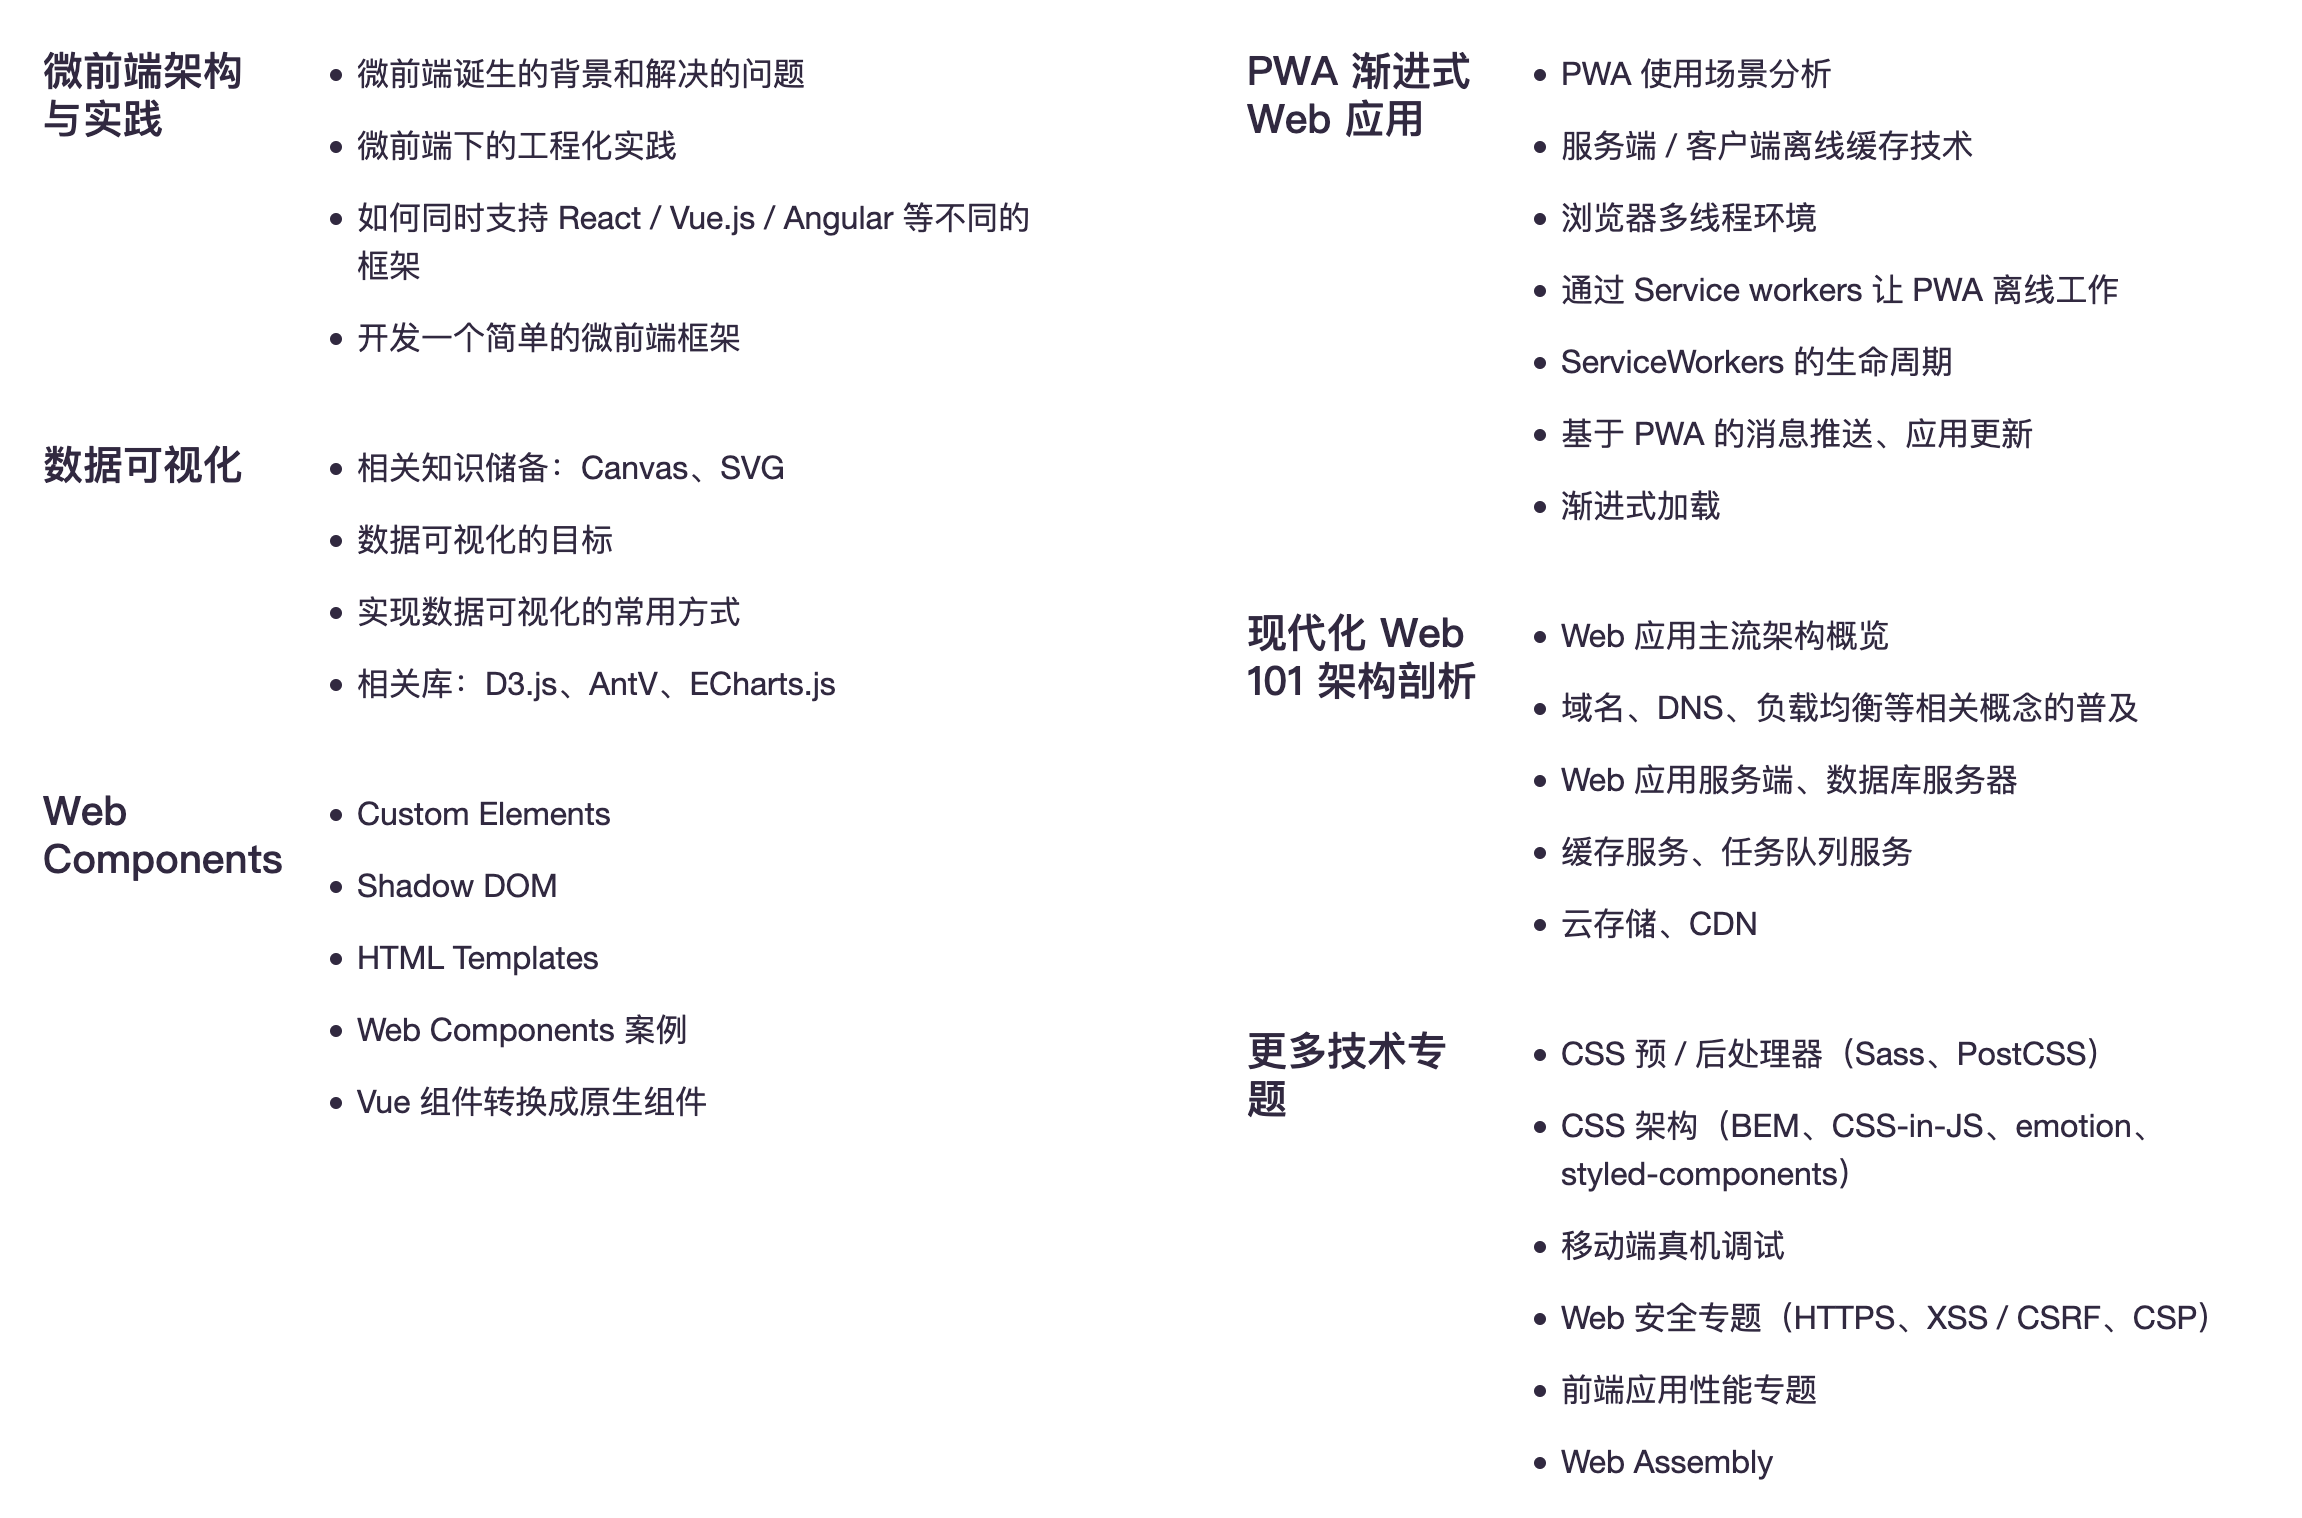 微前端架构
与实践
微前端诞生的背景和解决的问题
微前端下的工程化实践
如何同时支持 React / Vue.js / Angular 等不同的
框架
开发一个简单的微前端框架
数据可视化
相关知识储备：Canvas、SVG
数据可视化的目标
实现数据可视化的常用方式
相关库：D3.js、AntV、ECharts.js
Web
Components
Custom Elements
Shadow DOM
HTML Templates
Web Components 案例
Vue 组件转换成原生组件
PWA 渐进式
Web 应用
PWA 使用场景分析
服务端 / 客户端离线缓存技术
浏览器多线程环境
通过 Service workers 让 PWA 离线工作
ServiceWorkers 的生命周期
基于 PWA 的消息推送、应用更新
渐进式加载
现代化 Web
101 架构剖析
Web 应用主流架构概览
域名、DNS、负载均衡等相关概念的普及
Web 应用服务端、数据库服务器
缓存服务、任务队列服务
云存储、CDN
更多技术专
题
CSS 预 / 后处理器（Sass、PostCSS）
CSS 架构（BEM、CSS-in-JS、emotion、
styled-components）
移动端真机调试
Web 安全专题（HTTPS、XSS / CSRF、CSP）
前端应用性能专题
Web Assembly